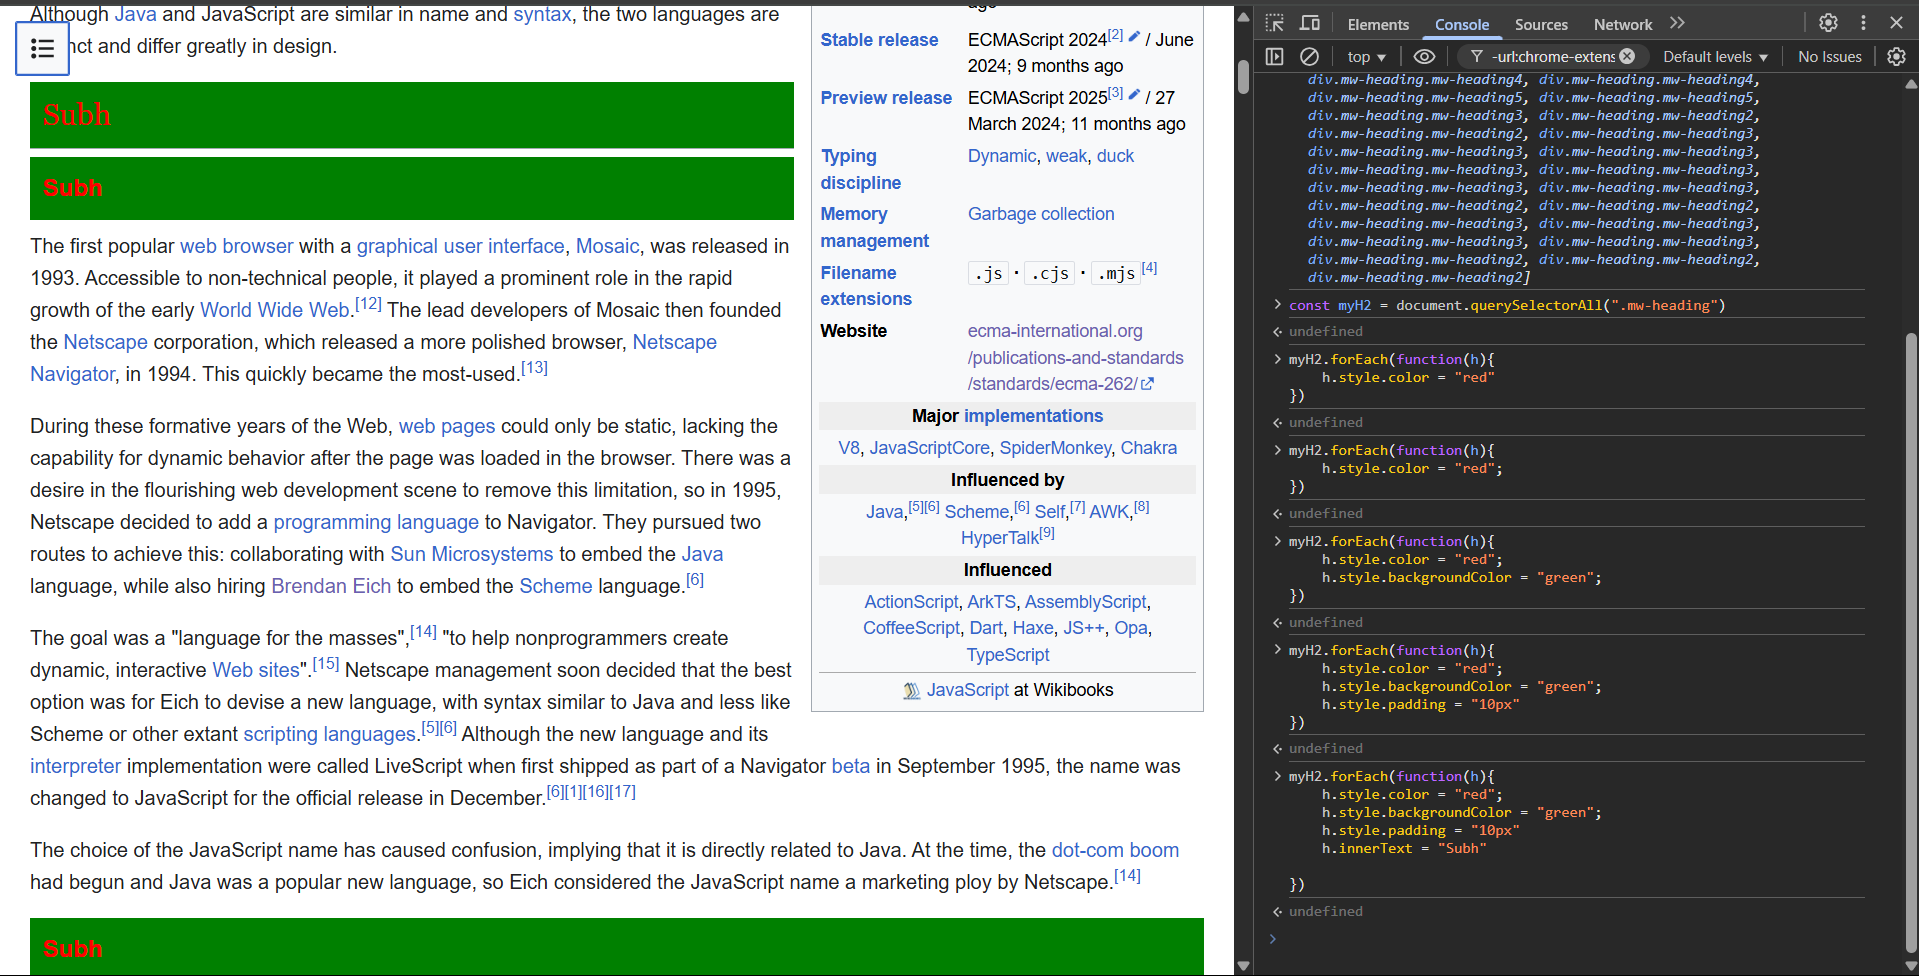 Although Java and JavaScript are similar in name and syntax, the two languages are
nct and differ greatly in design.
Subh
Subh
The first popular web browser with a graphical user interface, Mosaic, was released in
1993. Accessible to non-technical people, it played a prominent role in the rapid
growth of the early World Wide Web.[12] The lead developers of Mosaic then founded
the Netscape corporation, which released a more polished browser, Netscape
Navigator, in 1994. This quickly became the most-used.[13]
During these formative years of the Web, web pages could only be static, lacking the
capability for dynamic behavior after the page was loaded in the browser. There was a
desire in the flourishing web development scene to remove this limitation, so in 1995,
Netscape decided to add a programming language to Navigator. They pursued two
routes to achieve this: collaborating with Sun Microsystems to embed the Java
language, while also hiring Brendan Eich to embed the Scheme language.[6]
The goal was a "language for the masses",[14] "to help nonprogrammers create
dynamic, interactive Web sites".[15] Netscape management soon decided that the best
option was for Eich to devise a new language, with syntax similar to Java and less like
Scheme or other extant scripting languages.[5][6] Although the new language and its
interpreter implementation were called LiveScript when first shipped as part of a Navigator beta in September 1995, the name was
changed to JavaScript for the official release in December.[6][1][16][17]
The choice of the JavaScript name has caused confusion, implying that it is directly related to Java. At the time, the dot-com boom
had begun and Java was a popular new language, so Eich considered the JavaScript name a marketing ploy by Netscape.[14]
Subh
ago
Stable release ECMAScript 2024[2] / June
2024; 9 months ago
Preview release ECMAScript 2025[3] / 27
March 2024; 11 months ago
Typing Dynamic, weak, duck
discipline
Memory Garbage collection
management
Filename .js · .cjs · .mjs [4]
extensions
Website ecma-international.org
/publications-and-standards
/standards/ecma-262/
Major implementations
V8, JavaScriptCore, SpiderMonkey, Chakra
Influenced by
Java,[5][6] Scheme,[6] Self,[7] AWK,[8]
HyperTalk[9]
Influenced
ActionScript, ArkTS, AssemblyScript,
CoffeeScript, Dart, Haxe, JS++, Opa,
TypeScript
JavaScript at Wikibooks
Elements Console Sources Network
top -url:chrome-extens Default levels No Issues
div.mw-heading.mw-heading4, div.mw-heading.mw-heading4,
div.mw-heading.mw-heading5, div.mw-heading.mw-heading5,
div.mw-heading.mw-heading3, div.mw-heading.mw-heading2,
div.mw-heading.mw-heading2, div.mw-heading.mw-heading3,
div.mw-heading.mw-heading3, div.mw-heading.mw-heading3,
div.mw-heading.mw-heading3, div.mw-heading.mw-heading3,
div.mw-heading.mw-heading3, div.mw-heading.mw-heading3,
div.mw-heading.mw-heading2, div.mw-heading.mw-heading2,
div.mw-heading.mw-heading3, div.mw-heading.mw-heading3,
div.mw-heading.mw-heading3, div.mw-heading.mw-heading3,
div.mw-heading.mw-heading2, div.mw-heading.mw-heading2,
div.mw-heading.mw-heading2]
const myH2 = document.querySelectorAll(".mw-heading")
undefined
myH2.forEach(function(h){
h.style.color = "red"
})
undefined
myH2.forEach(function(h){
h.style.color = "red";
})
undefined
myH2.forEach(function(h){
h.style.color = "red";
h.style.backgroundColor = "green";
})
undefined
myH2.forEach(function(h){
h.style.color = "red";
h.style.backgroundColor = "green";
h.style.padding = "10px"
})
undefined
myH2.forEach(function(h){
h.style.color = "red";
h.style.backgroundColor = "green";
h.style.padding = "10px"
h.innerText = "Subh"
})
undefined